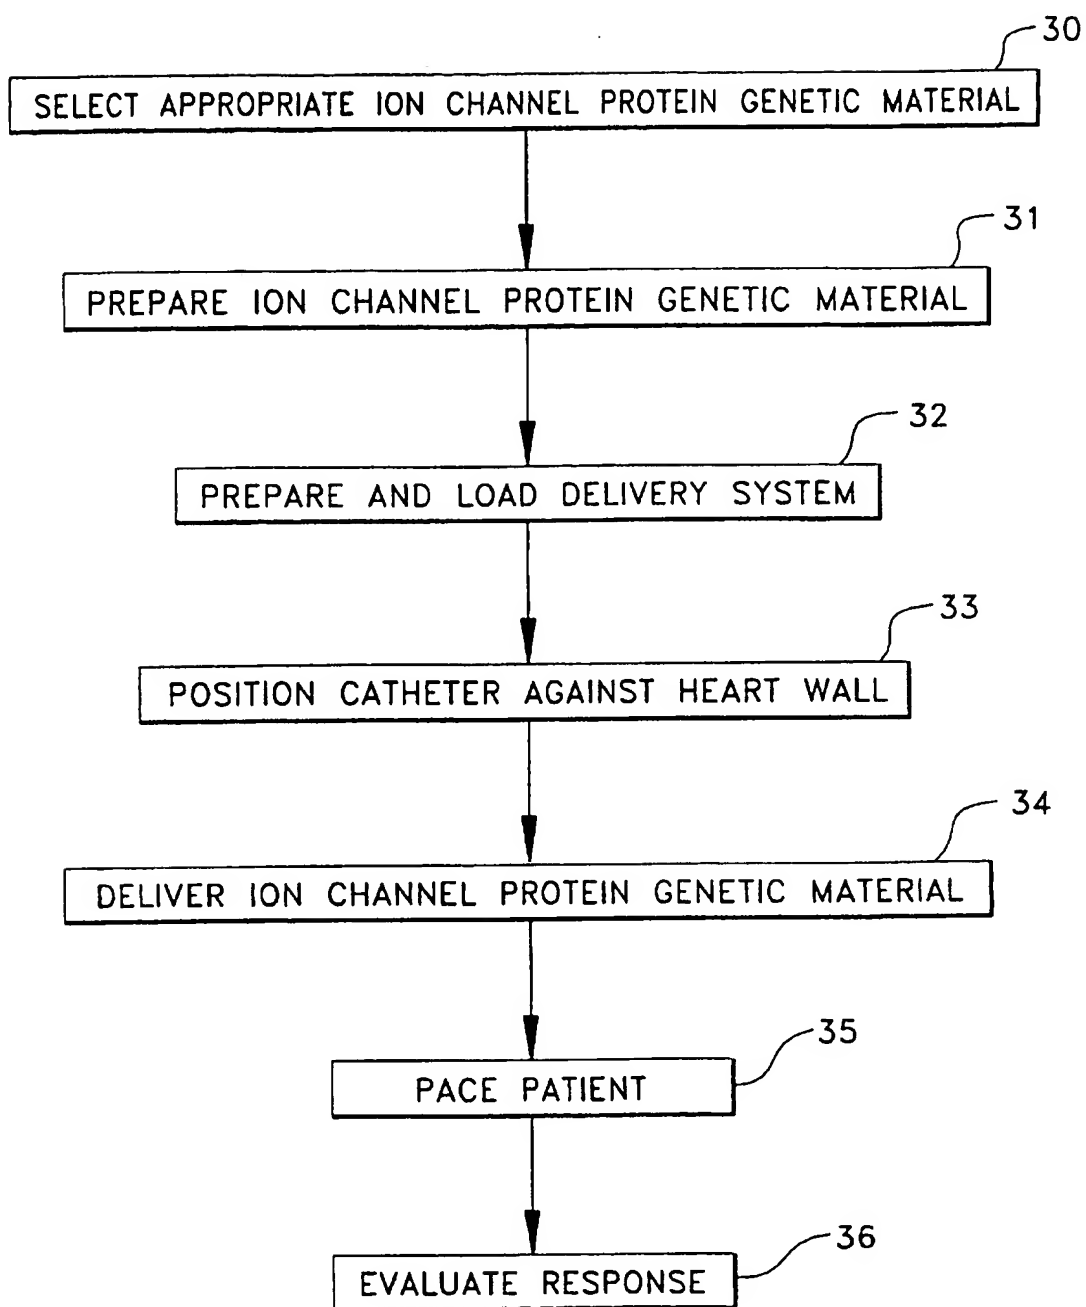 30
SELECT APPROPRIATE ION CHANNEL PROTEIN GENETIC MATERIAL
31
PREPARE ION CHANNEL PROTEIN GENETIC MATERIAL
32
PREPARE AND LOAD DELIVERY SYSTEM
33
POSITION CATHETER AGAINST HEART WALL
34
DELIVER ION CHANNEL PROTEIN GENETIC MATERIAL
35
PACE PATIENT
36
EVALUATE RESPONSE